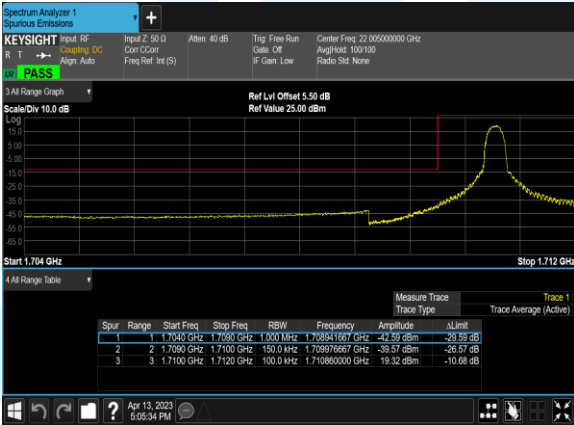 Spectrum Analyzer 1
Spurious Emissions
+
KEYSIGHT
R T
Input: RF
Coupling: DC
Align: Auto
Input Z: 50 Ω
Corr CCorr
Freq Ref: Int (S)
Atten: 40 dB
Trig: Free Run
Gate: Off
IF Gain: Low
Center Freq: 22.005000000 GHz
Avg|Hold: 100/100
Radio Std: None
PASS
3 All Range Graph
Scale/Div 10.0 dB
Ref Lvl Offset 5.50 dB
Ref Value 25.00 dBm
Log
15.0
5.00
-5.00
-15.0
-25.0
-35.0
-45.0
-55.0
-65.0
Start 1.704 GHz
Stop 1.712 GHz
4 All Range Table
Measure Trace Trace 1
Trace Type Trace Average (Active)
Spur Range Start Freq Stop Freq RBW Frequency Amplitude ΔLimit
1 1 1.7040 GHz 1.7090 GHz 1.000 MHz 1.708941667 GHz -42.59 dBm -29.59 dB
2 2 1.7090 GHz 1.7100 GHz 150.0 kHz 1.709976667 GHz -39.57 dBm -26.57 dB
3 3 1.7100 GHz 1.7120 GHz 100.0 kHz 1.710860000 GHz 19.32 dBm -10.68 dB
?
Apr 13, 2023
5:05:34 PM